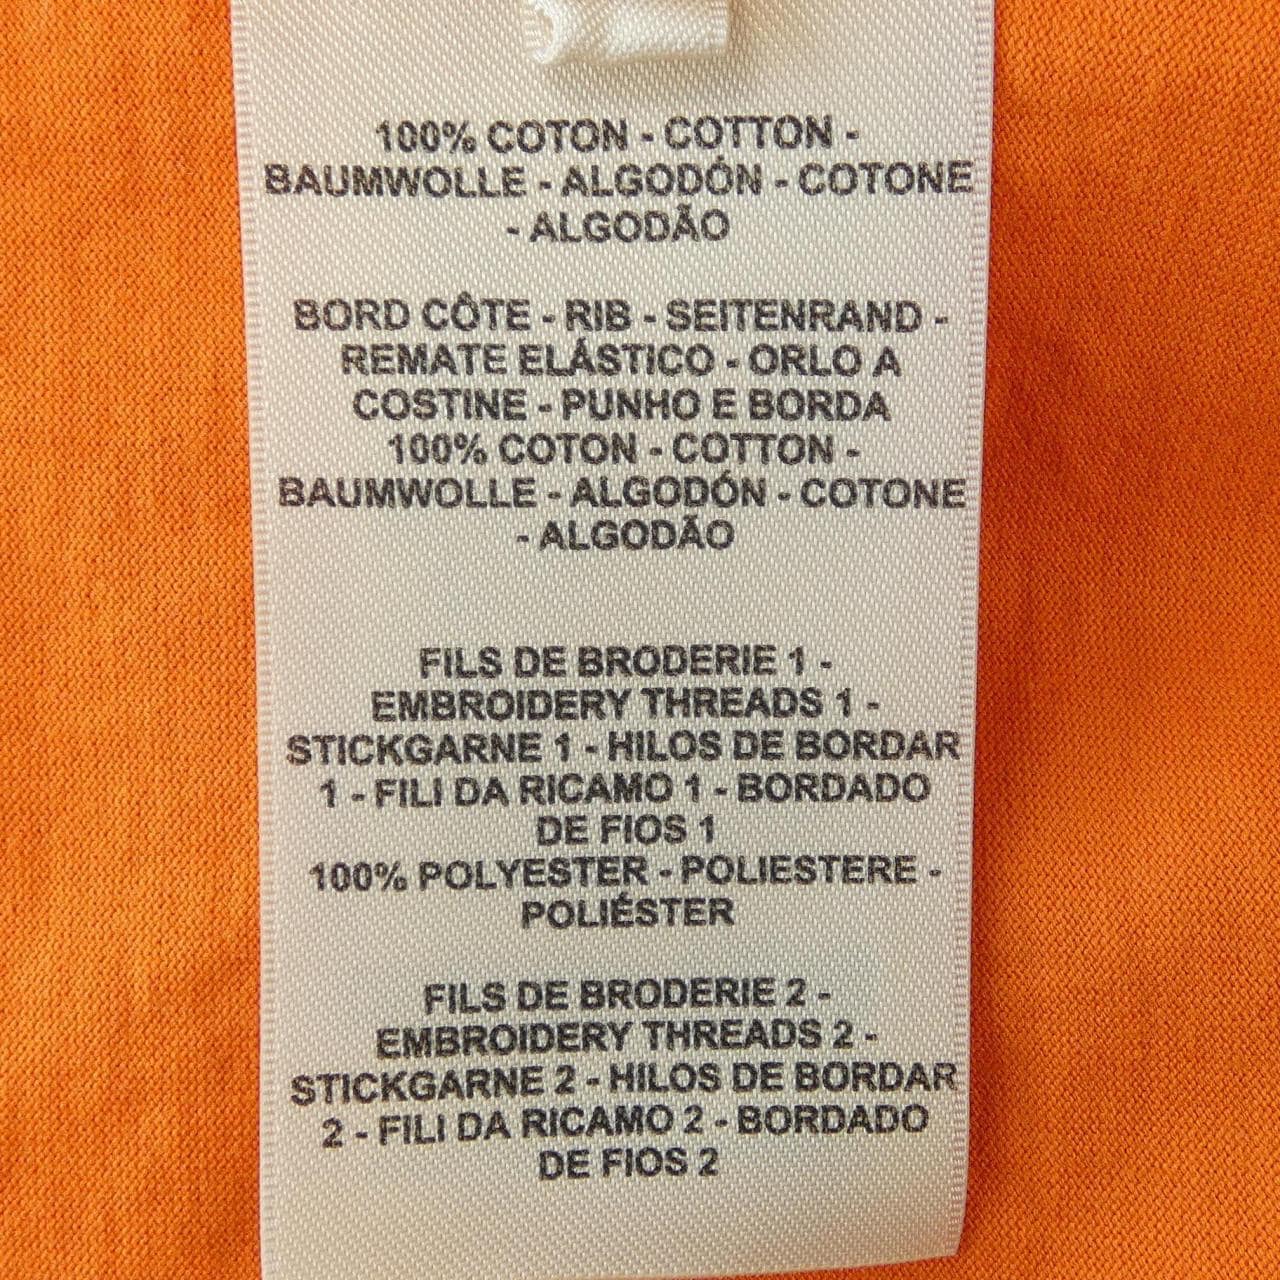 100% COTON - COTTON -
BAUMWOLLE - ALGODÓN - COTONE
- ALGODÃO
BORD CÔTE - RIB - SEITENRAND -
REMATE ELÁSTICO - ORLO A
COSTINE - PUNHO E BORDA
100% COTON - COTTON -
BAUMWOLLE - ALGODÓN - COTONE
- ALGODÃO
FILS DE BRODERIE 1 -
EMBROIDERY THREADS 1 -
STICKGARNE 1 - HILOS DE BORDAR
1 - FILI DA RICAMO 1 - BORDADO
DE FIOS 1
100% POLYESTER - POLIESTERE -
POLIÉSTER
FILS DE BRODERIE 2 -
EMBROIDERY THREADS 2 -
STICKGARNE 2 - HILOS DE BORDAR
2 - FILI DA RICAMO 2 - BORDADO
DE FIOS 2